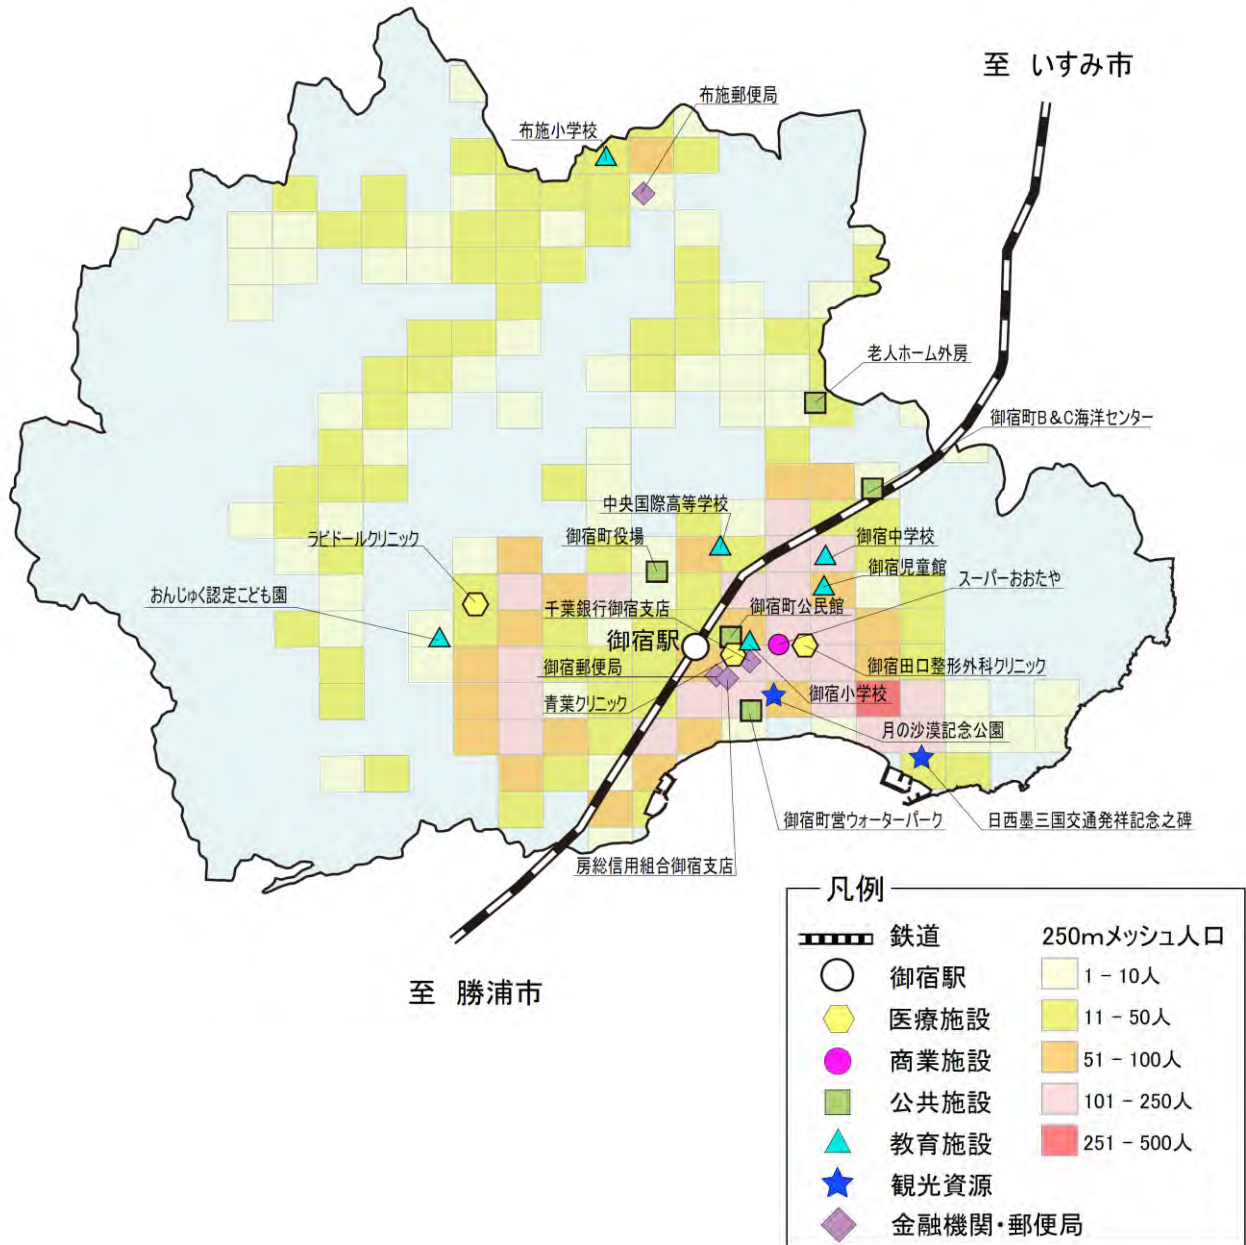 至 いすみ市
布施郵便局
布施小学校
老人ホーム外房
御宿町B&C海洋センター
中央国際高等学校
御宿町役場
御宿中学校
ラビドールクリニック
御宿児童館
スーパーおおたや
おんじゅく認定こども園
千葉銀行御宿支店
御宿町公民館
御宿駅
御宿郵便局
御宿田口整形外科クリニック
青葉クリニック
御宿小学校
月の沙漠記念公園
御宿町営ウォーターパーク
日西墨三国交通発祥記念之碑
房総信用組合御宿支店
至 勝浦市
凡例
鉄道
御宿駅
医療施設
商業施設
公共施設
教育施設
観光資源
金融機関・郵便局
250mメッシュ人口
1 - 10人
11 - 50人
51 - 100人
101 - 250人
251 - 500人